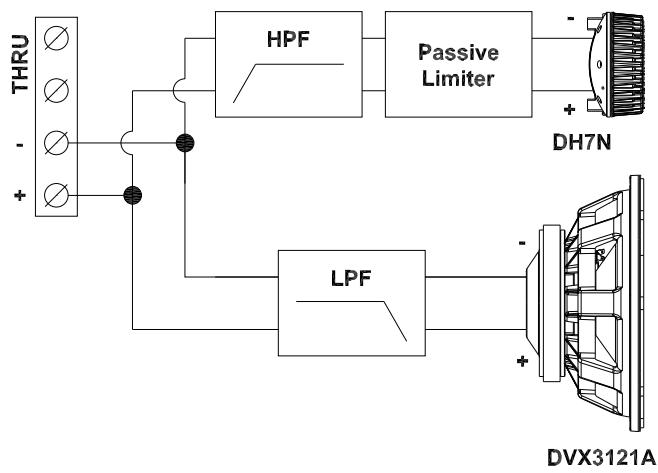 THRU
-
+
HPF
Passive
Limiter
-
+
DH7N
LPF
-
+
DVX3121A